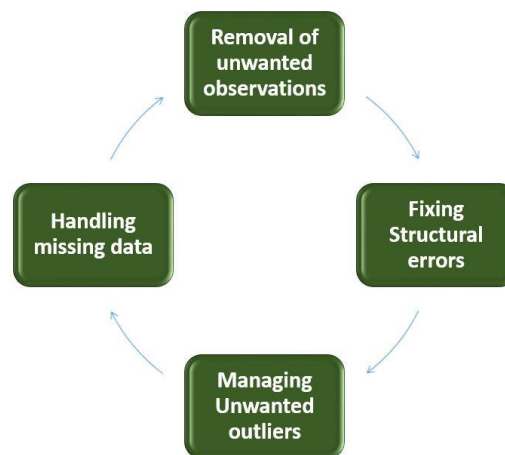 Removal of
unwanted
observations
Fixing
Structural
errors
Managing
Unwanted
outliers
Handling
missing data